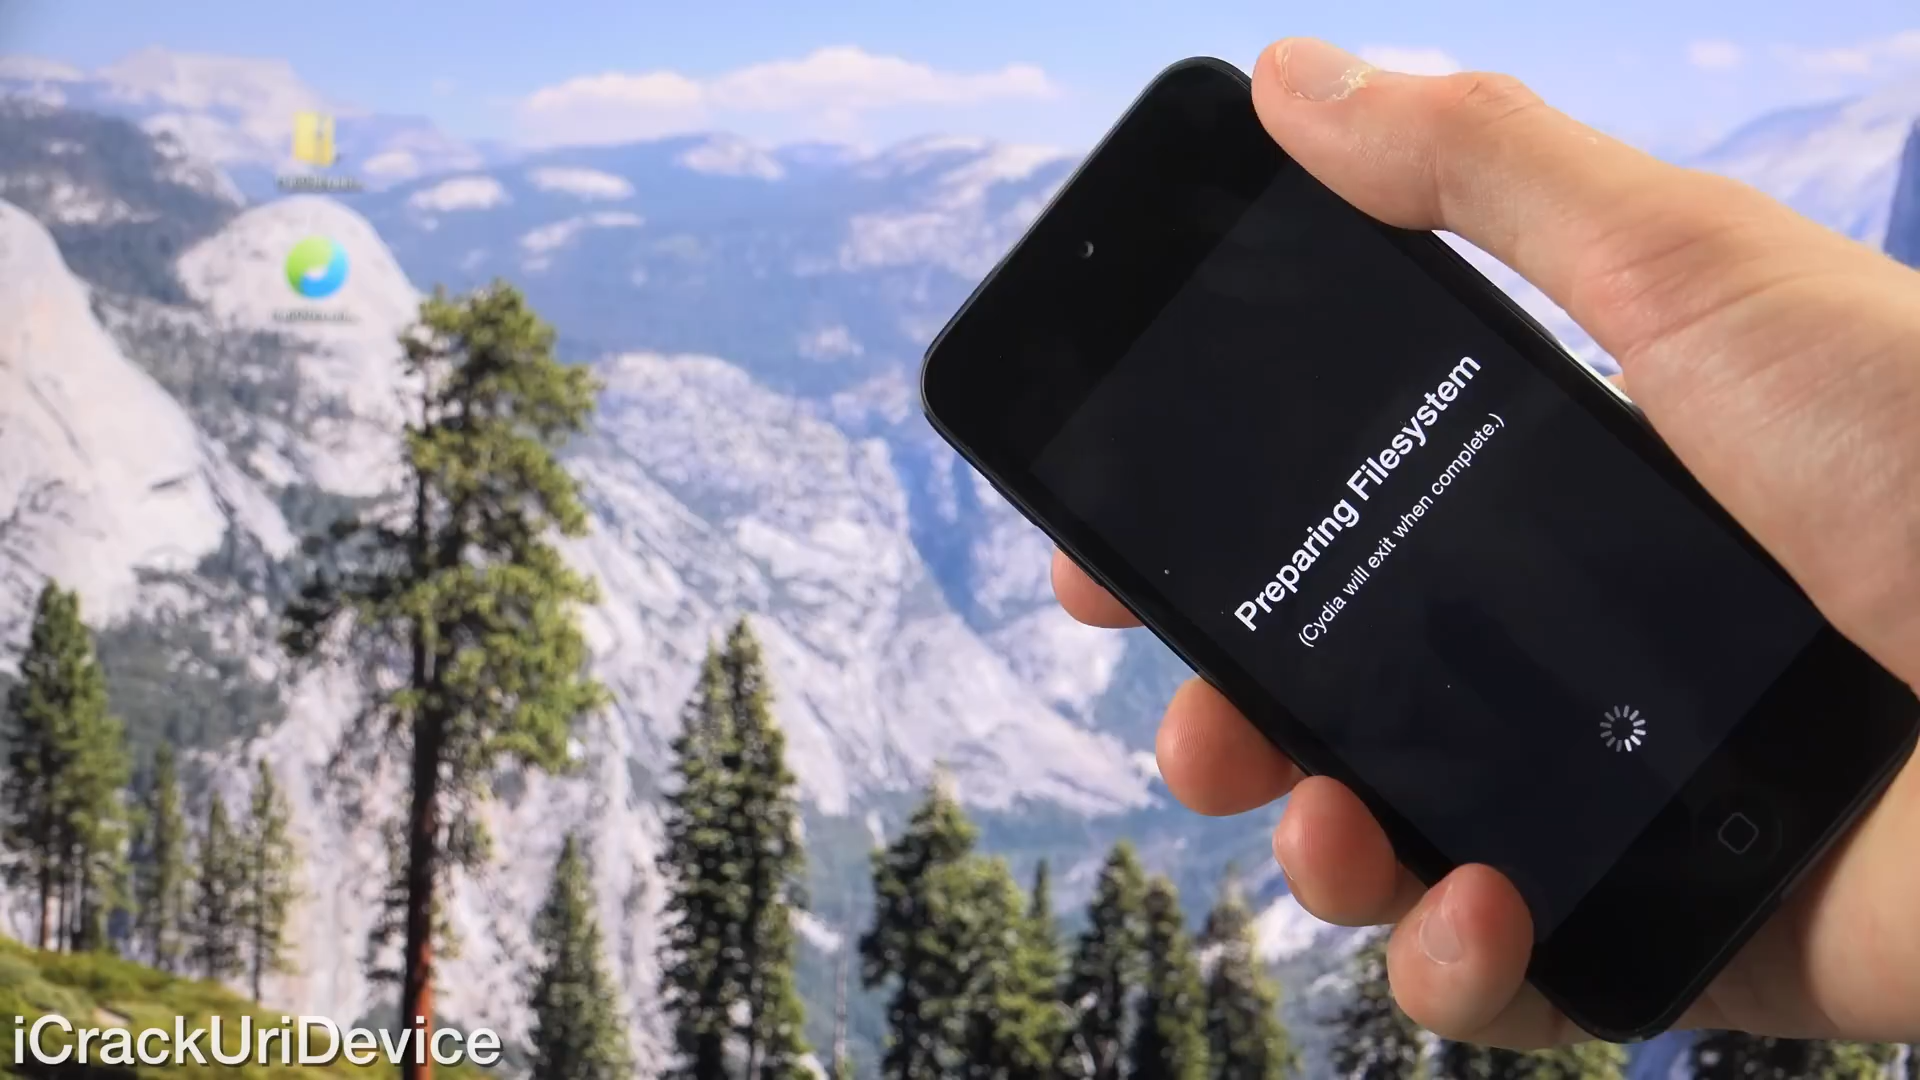 Preparing Filesystem
(Cydia will exit when complete.)
iCrackUriDevice